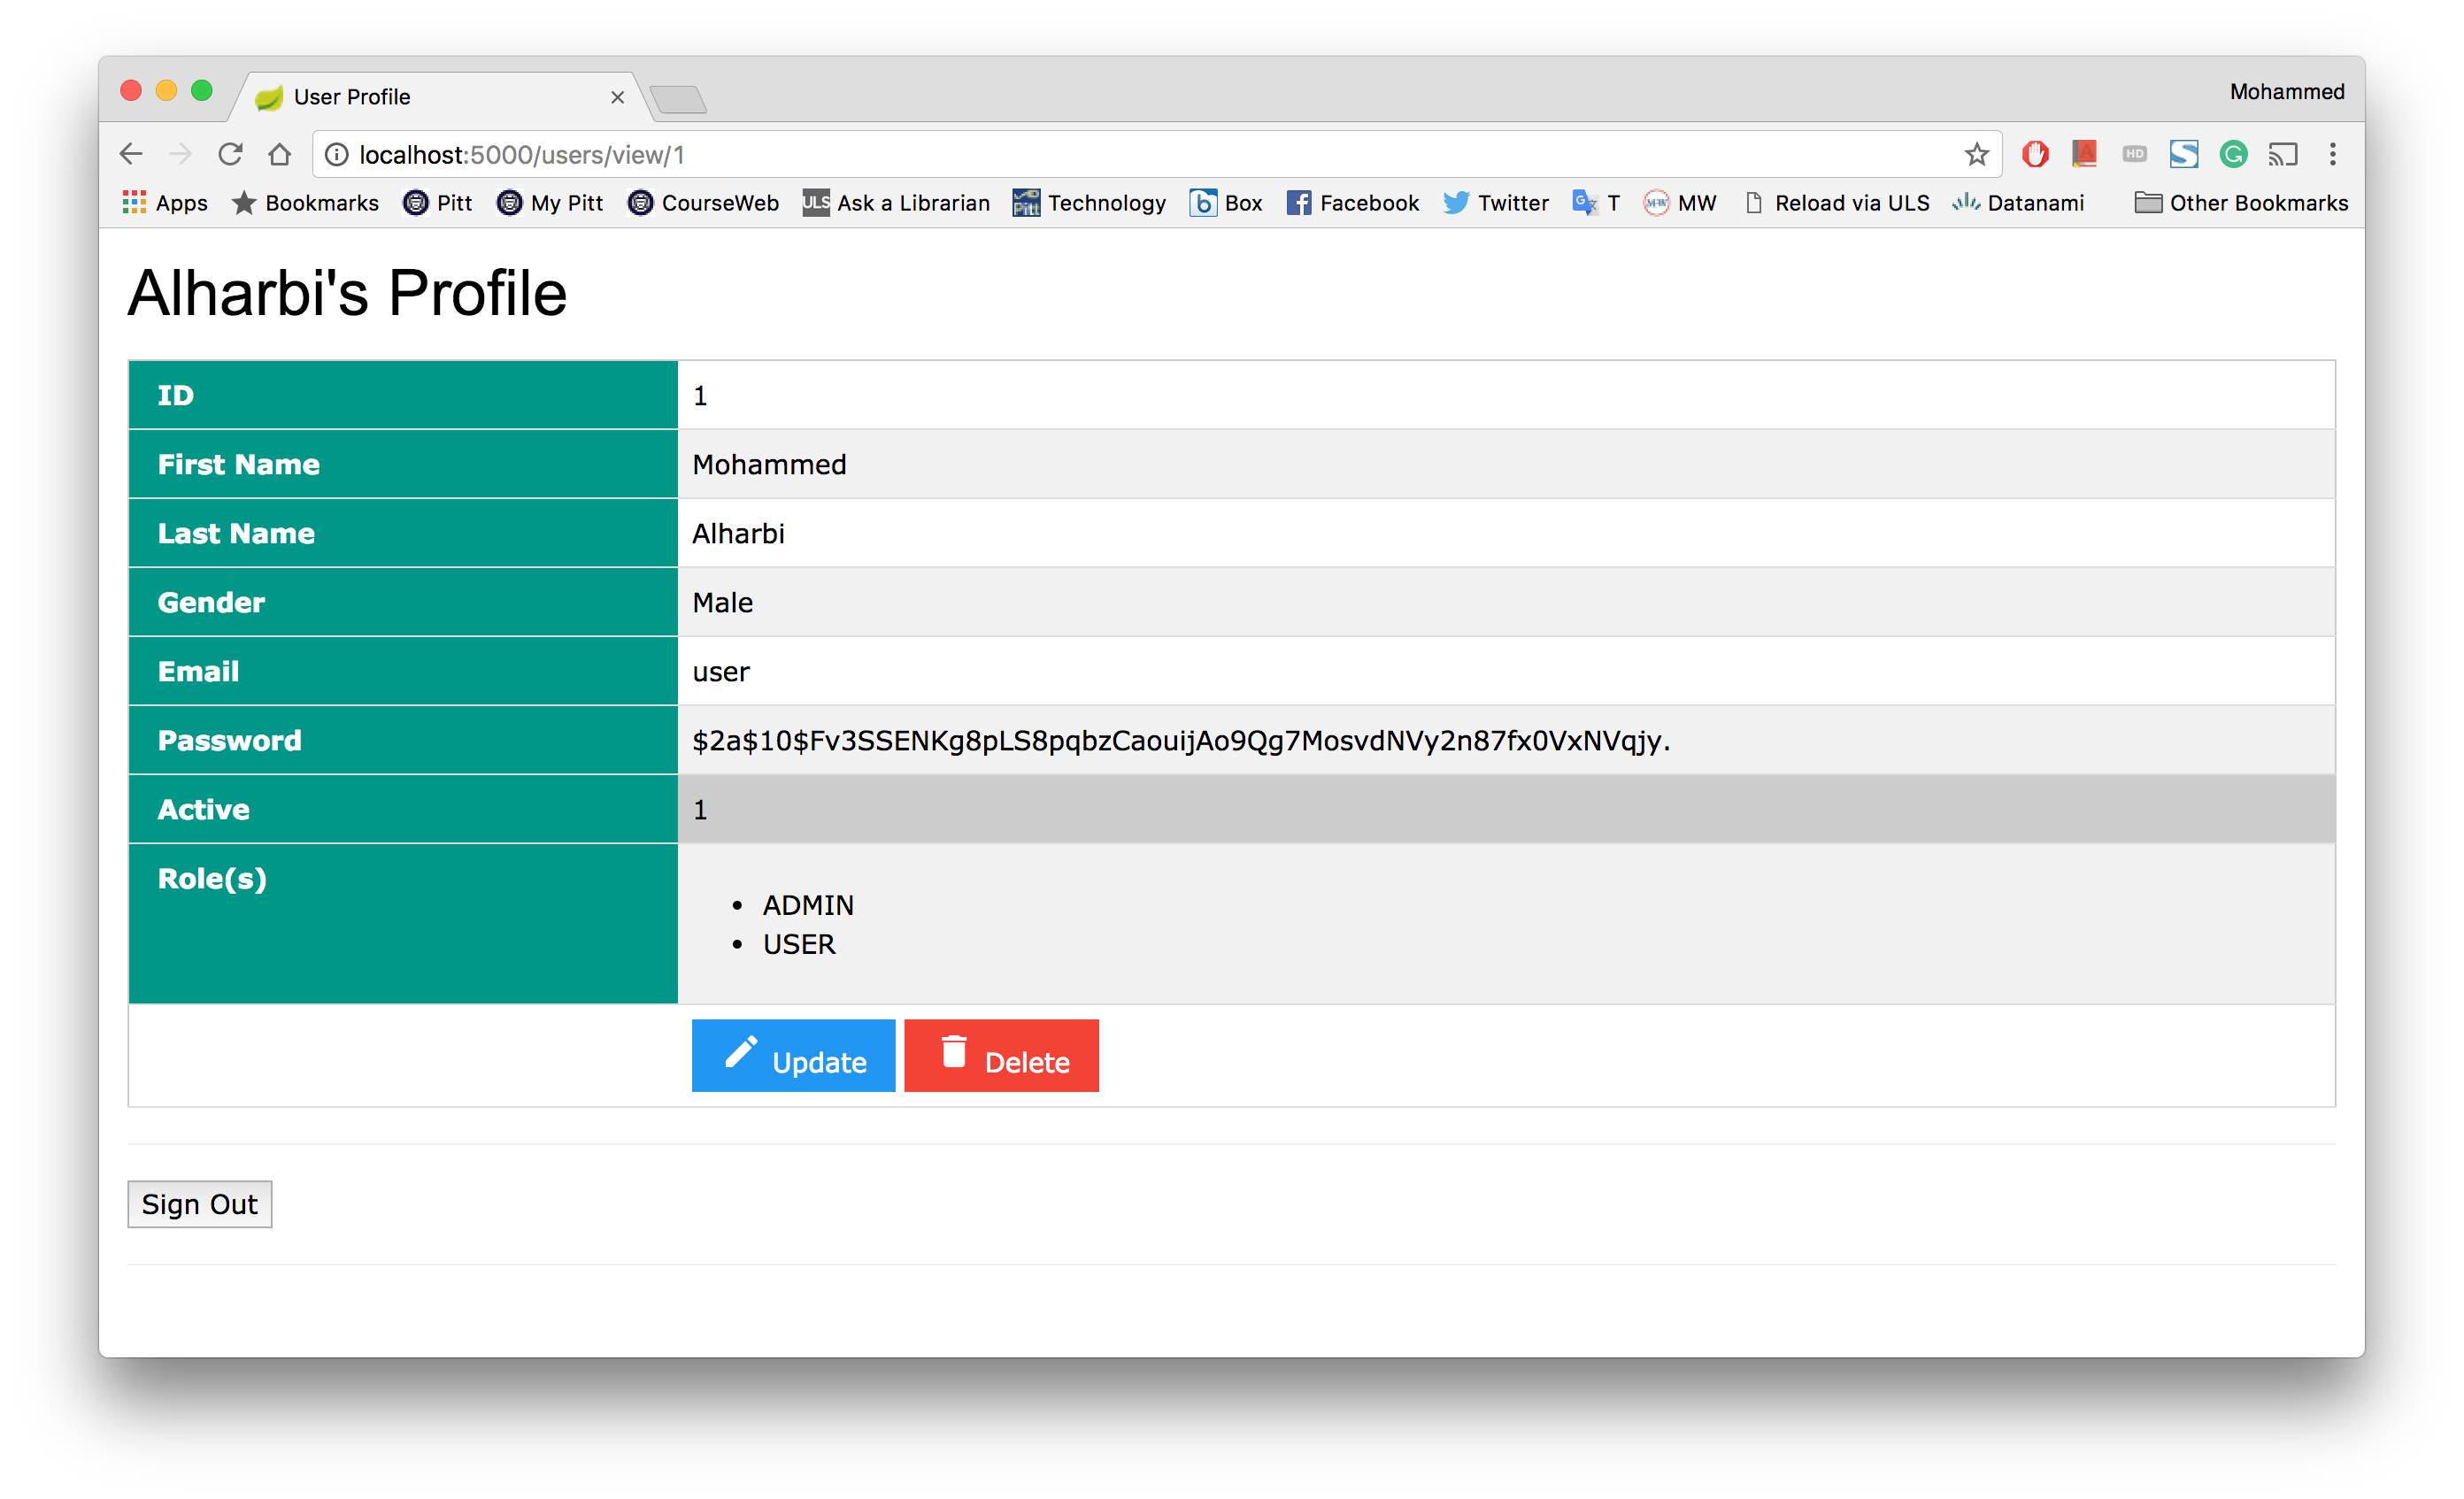 User Profile
Mohammed
localhost:5000/users/view/1
HD
Apps Bookmarks Pitt My Pitt CourseWeb ULS Ask a Librarian Pitt Technology Box Facebook Twitter T MW Reload via ULS Datanami Other Bookmarks
Alharbi's Profile
ID 1
First Name Mohammed
Last Name Alharbi
Gender Male
Email user
Password $2a$10$Fv3SSENKg8pLS8pqbzCaouijAo9Qg7MosvdNVy2n87fx0VxNVqjy.
Active 1
Role(s)
• ADMIN
• USER
Update Delete
Sign Out